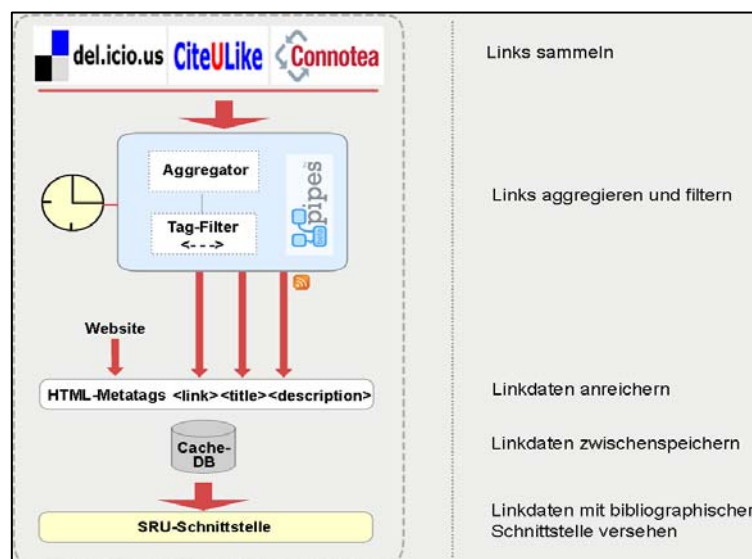 del.icio.us CiteULike Connotea
Links sammeln
Aggregator
pipes
Links aggregieren und filtern
Tag-Filter
<--->
Website
HTML-Metatags <link> <title> <description>
Linkdaten anreichern
Cache-
DB
Linkdaten zwischenspeichern
SRU-Schnittstelle
Linkdaten mit bibliographischer
Schnittstelle versehen